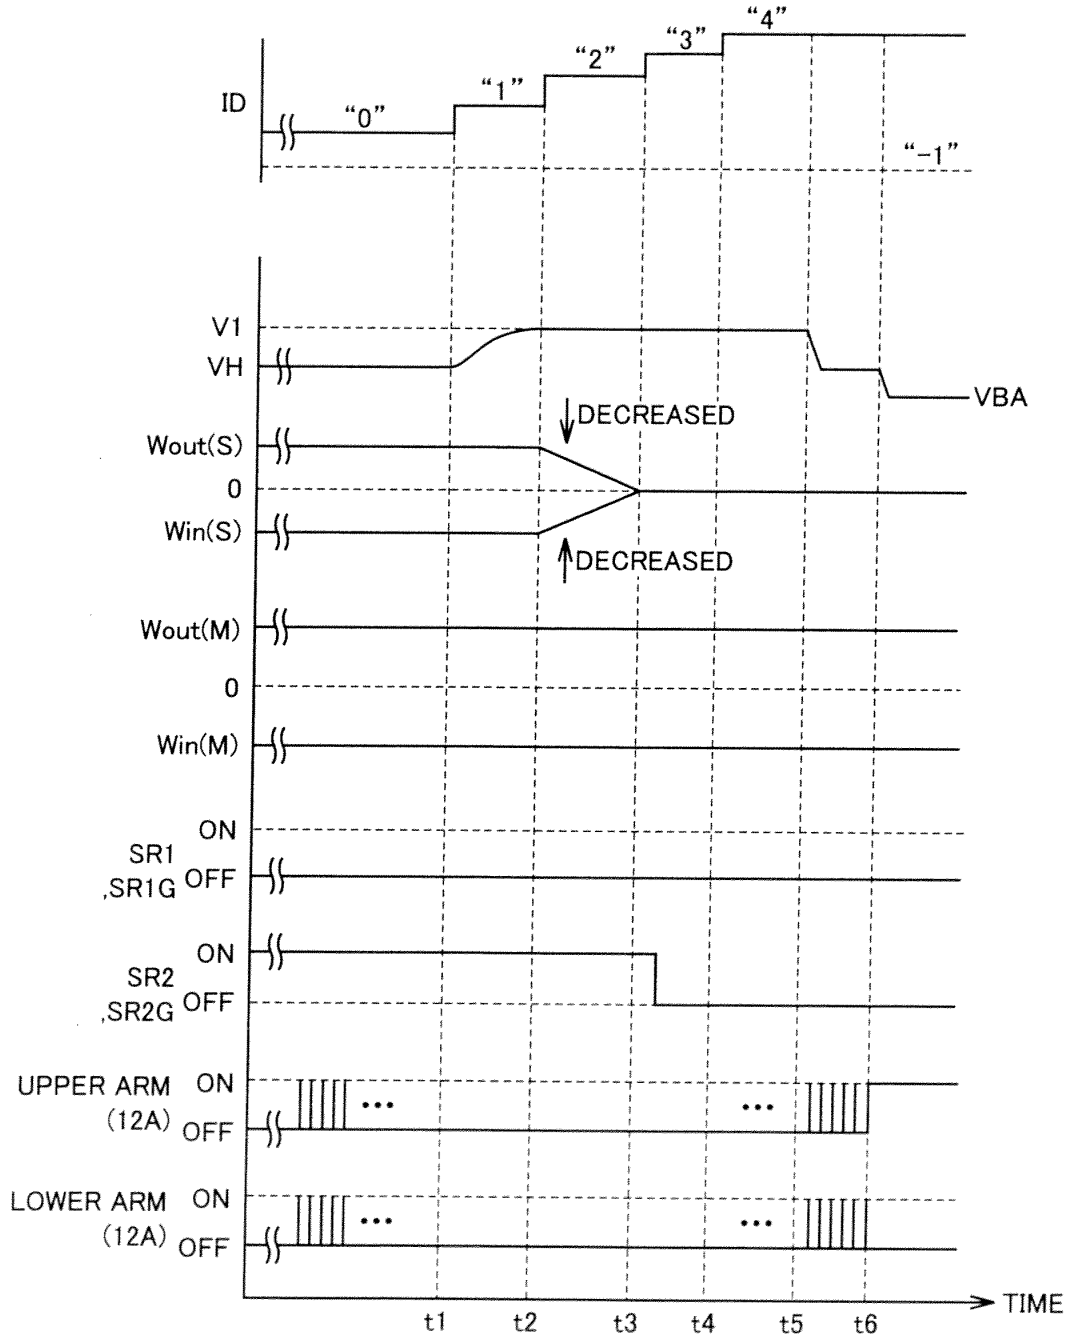 “4”
“3”
“2”
“1”
ID
“0”
“-1”
V1
VH
VBA
DECREASED
Wout(S)
0
Win(S)
DECREASED
Wout(M)
0
Win(M)
ON
SR1
,SR1G OFF
ON
SR2
,SR2G OFF
UPPER ARM ON
(12A)
OFF
LOWER ARM ON
(12A) OFF
TIME
t1 t2 t3 t4 t5 t6